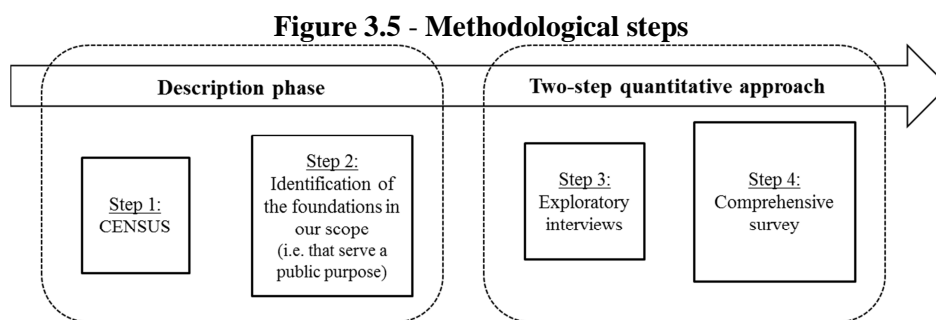 Figure 3.5 - Methodological steps
Description phase
Two-step quantitative approach
Step 1:
CENSUS
Step 2:
Identification of
the foundations in
our scope
(i.e. that serve a
public purpose)
Step 3:
Exploratory
interviews
Step 4:
Comprehensive
survey